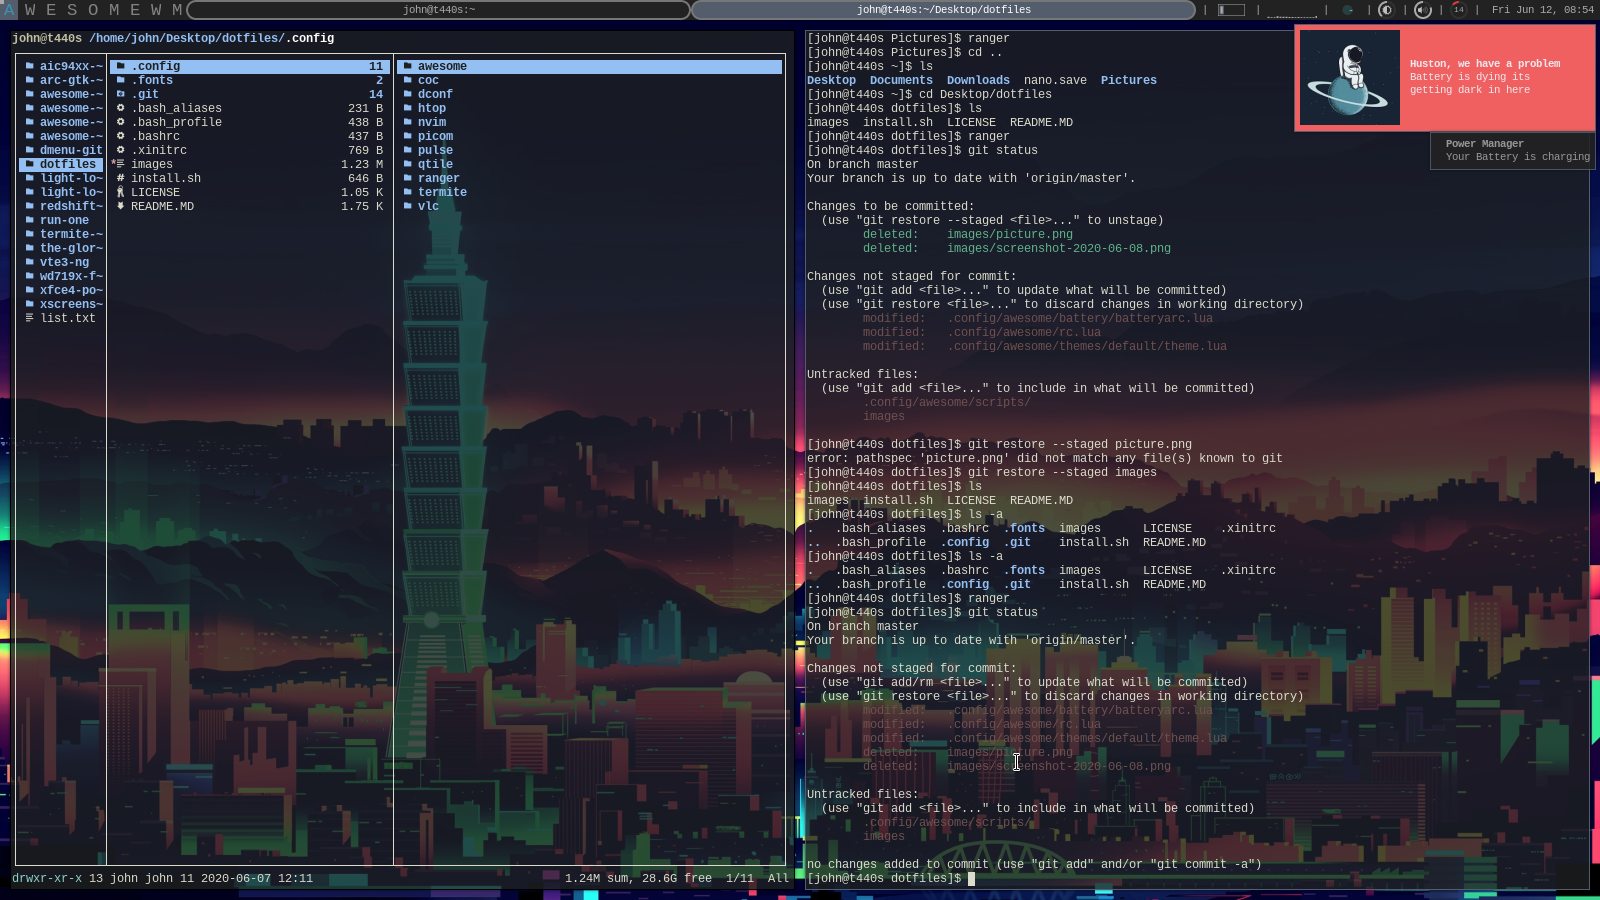 A W E S O M E W M
john@t440s:~
john@t440s:~/Desktop/dotfiles
14
Fri Jun 12, 08:54
john@t440s /home/john/Desktop/dotfiles/.config
aic94xx-~
arc-gtk-~
awesome-~
awesome-~
awesome-~
awesome-~
dmenu-git
dotfiles
light-lo~
light-lo~
redshift~
run-one
termite-~
the-glor~
vte3-ng
wd719x-f~
xfce4-po~
xscreens~
list.txt
.config 11
.fonts 2
.git 14
.bash_aliases 231 B
.bash_profile 438 B
.bashrc 437 B
.xinitrc 769 B
*images 1.23 M
install.sh 646 B
LICENSE 1.05 K
README.MD 1.75 K
awesome
coc
dconf
htop
nvim
picom
pulse
qtile
ranger
termite
vlc
drwxr-xr-x 13 john john 11 2020-06-07 12:11 1.24M sum, 28.6G free 1/11 All
[john@t440s Pictures]$ ranger
[john@t440s Pictures]$ cd ..
[john@t440s ~]$ ls
Desktop Documents Downloads nano.save Pictures
[john@t440s ~]$ cd Desktop/dotfiles
[john@t440s dotfiles]$ ls
images install.sh LICENSE README.MD
[john@t440s dotfiles]$ ranger
[john@t440s dotfiles]$ git status
On branch master
Your branch is up to date with 'origin/master'.
Changes to be committed:
(use "git restore --staged <file>..." to unstage)
deleted: images/picture.png
deleted: images/screenshot-2020-06-08.png
Changes not staged for commit:
(use "git add <file>..." to update what will be committed)
(use "git restore <file>..." to discard changes in working directory)
modified: .config/awesome/battery/batteryarc.lua
modified: .config/awesome/rc.lua
modified: .config/awesome/themes/default/theme.lua
Untracked files:
(use "git add <file>..." to include in what will be committed)
.config/awesome/scripts/
images
[john@t440s dotfiles]$ git restore --staged picture.png
error: pathspec 'picture.png' did not match any file(s) known to git
[john@t440s dotfiles]$ git restore --staged images
[john@t440s dotfiles]$ ls
images install.sh LICENSE README.MD
[john@t440s dotfiles]$ ls -a
. .bash_aliases .bashrc .fonts images LICENSE .xinitrc
.. .bash_profile .config .git install.sh README.MD
[john@t440s dotfiles]$ ls -a
. .bash_aliases .bashrc .fonts images LICENSE .xinitrc
.. .bash_profile .config .git install.sh README.MD
[john@t440s dotfiles]$ ranger
[john@t440s dotfiles]$ git status
On branch master
Your branch is up to date with 'origin/master'.
Changes not staged for commit:
(use "git add/rm <file>..." to update what will be committed)
(use "git restore <file>..." to discard changes in working directory)
modified: .config/awesome/battery/batteryarc.lua
modified: .config/awesome/rc.lua
modified: .config/awesome/themes/default/theme.lua
deleted: images/picture.png
deleted: images/screenshot-2020-06-08.png
Untracked files:
(use "git add <file>..." to include in what will be committed)
.config/awesome/scripts/
images
no changes added to commit (use "git add" and/or "git commit -a")
[john@t440s dotfiles]$
Huston, we have a problem
Battery is dying its
getting dark in here
Power Manager
Your Battery is charging